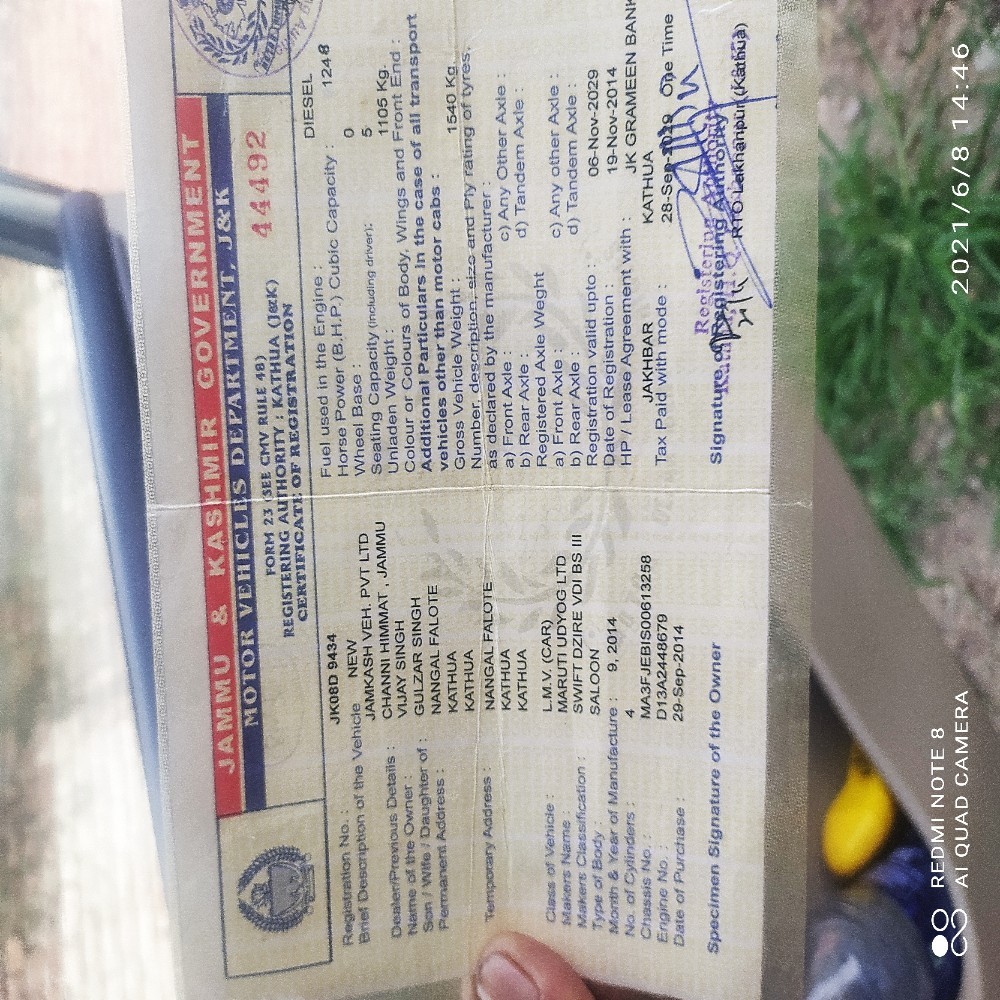 JAMMU & KASHMIR GOVERNMENT
MOTOR VEHICLES DEPARTMENT, J&K
FORM 23 (SEE CMV RULE 48)
REGISTERING AUTHORITY : KATHUA (J&K)
CERTIFICATE OF REGISTRATION
444492
Registration No. : JK08D 9434
Brief Description of the Vehicle NEW
JAMKASH VEH. PVT LTD
Dealer/Previous Details : CHANNI HIMMAT , JAMMU
Name of the Owner : VIJAY SINGH
Son / Wife / Daughter of : GULZAR SINGH
Permanent Address : NANGAL FALOTE
KATHUA
KATHUA
Temporary Address : NANGAL FALOTE
KATHUA
KATHUA
Class of Vehicle : L.M.V. (CAR)
Makers Name : MARUTI UDYOG LTD
Makers Classification : SWIFT DZIRE VDI BS III
Type of Body : SALOON
Month & Year of Manufacture : 9, 2014
No. of Cylinders : 4
Chassis No. : MA3FJEBIS00613258
Engine No. : D13A2448679
Date of Purchase : 29-Sep-2014
Specimen Signature of the Owner
Fuel used in the Engine : DIESEL
Horse Power (B.H.P.) Cubic Capacity : 1248
Wheel Base : 0
Seating Capacity (including driver): 5
Unladen Weight : 1105 Kg.
Colour or Colours of Body, Wings and Front End :
Additional Particulars in the case of all transport
vehicles other than motor cabs :
Gross Vehicle Weight : 1540 Kg.
Number, description, size and Ply rating of tyres,
as declared by the manufacturer :
a) Front Axle : c) Any Other Axle :
b) Rear Axle : d) Tandem Axle :
Registered Axle Weght
a) Front Axle : c) Any other Axle :
b) Rear Axle : d) Tandem Axle :
Registration valid upto : 06-Nov-2029
Date of Registration : 19-Nov-2014
HP / Lease Agreement with : JK GRAMEEN BANK
JAKHBAR KATHUA
Tax Paid with mode : 28-Sep-2029 One Time
Registering
Signature of Registering Authority
RTO Lakhanpur (Kathua)
2021/6/8 14:46
REDMI NOTE 8
AI QUAD CAMERA